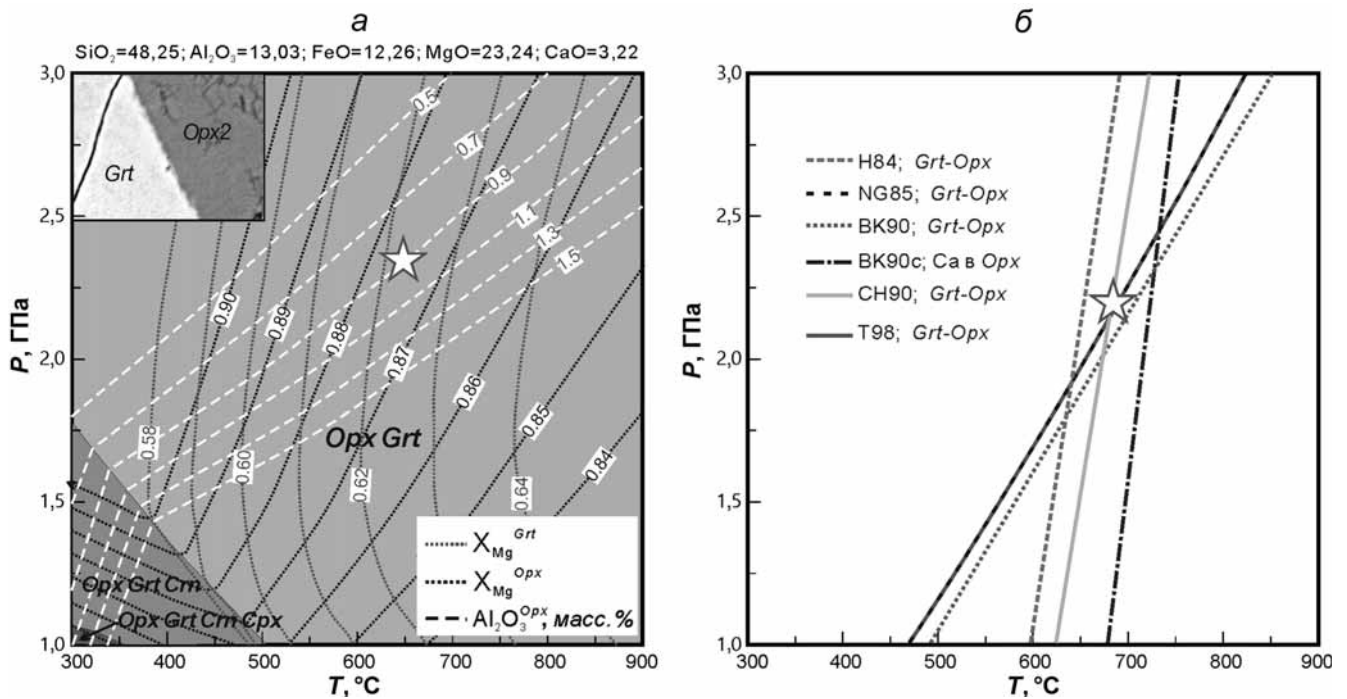 а
SiO2=48,25; Al2O3=13,03; FeO=12,26; MgO=23,24; CaO=3,22
3,0
2,5
2,0
1,5
1,0
P, ГПа
Opx2
Grt
0.5
0.7
0.9
1.1
1.3
1.5
0.90
0.89
0.88
0.87
0.86
0.85
0.84
0.58
0.60
0.62
0.64
Opx Grt
Opx Grt Crn
Opx Grt Crn Cpx
XMg Grt
XMg Opx
Al2O3 Opx, масс.%
300 400 500 600 700 800 900
T, °C
б
3,0
2,5
2,0
1,5
1,0
P, ГПа
H84; Grt-Opx
NG85; Grt-Opx
BK90; Grt-Opx
BK90c; Ca в Opx
CH90; Grt-Opx
T98; Grt-Opx
300 400 500 600 700 800 900
T, °C